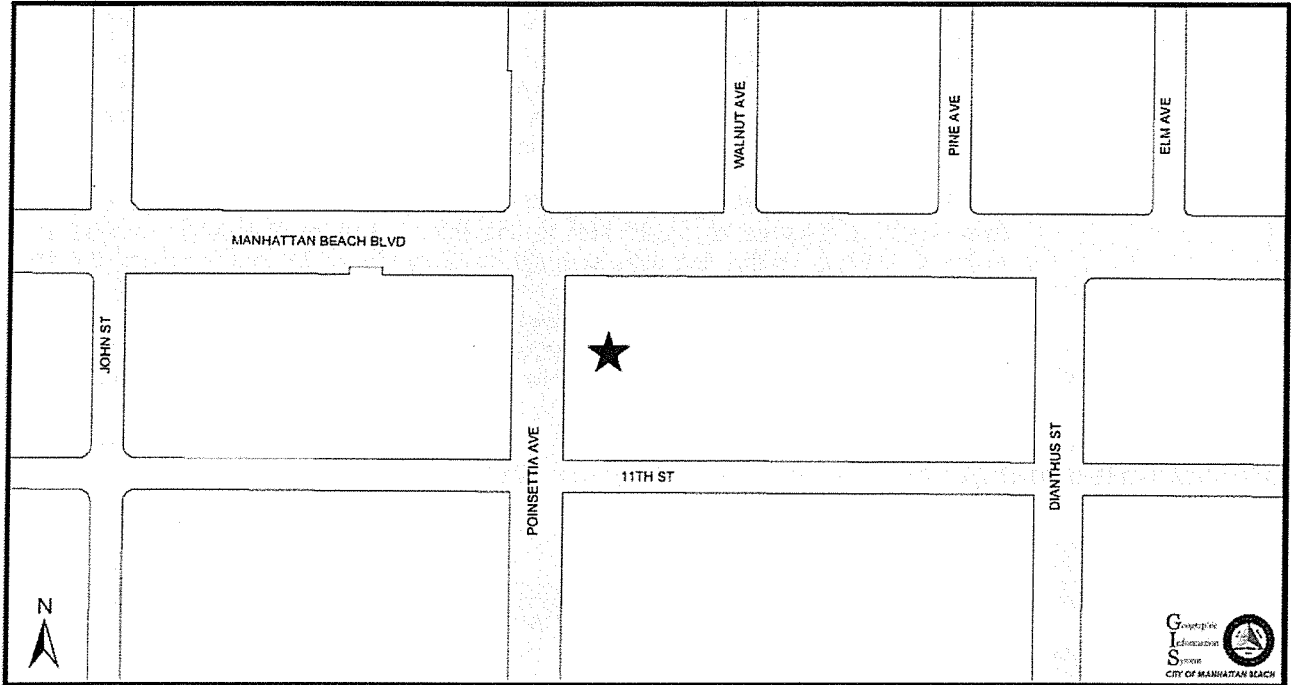 WALNUT AVE
PINE AVE
ELM AVE
MANHATTAN BEACH BLVD
JOHN ST
POINSETTIA AVE
11TH ST
DIANTHUS ST
N
Geographic
Information
System
CITY OF MANHATTAN BEACH